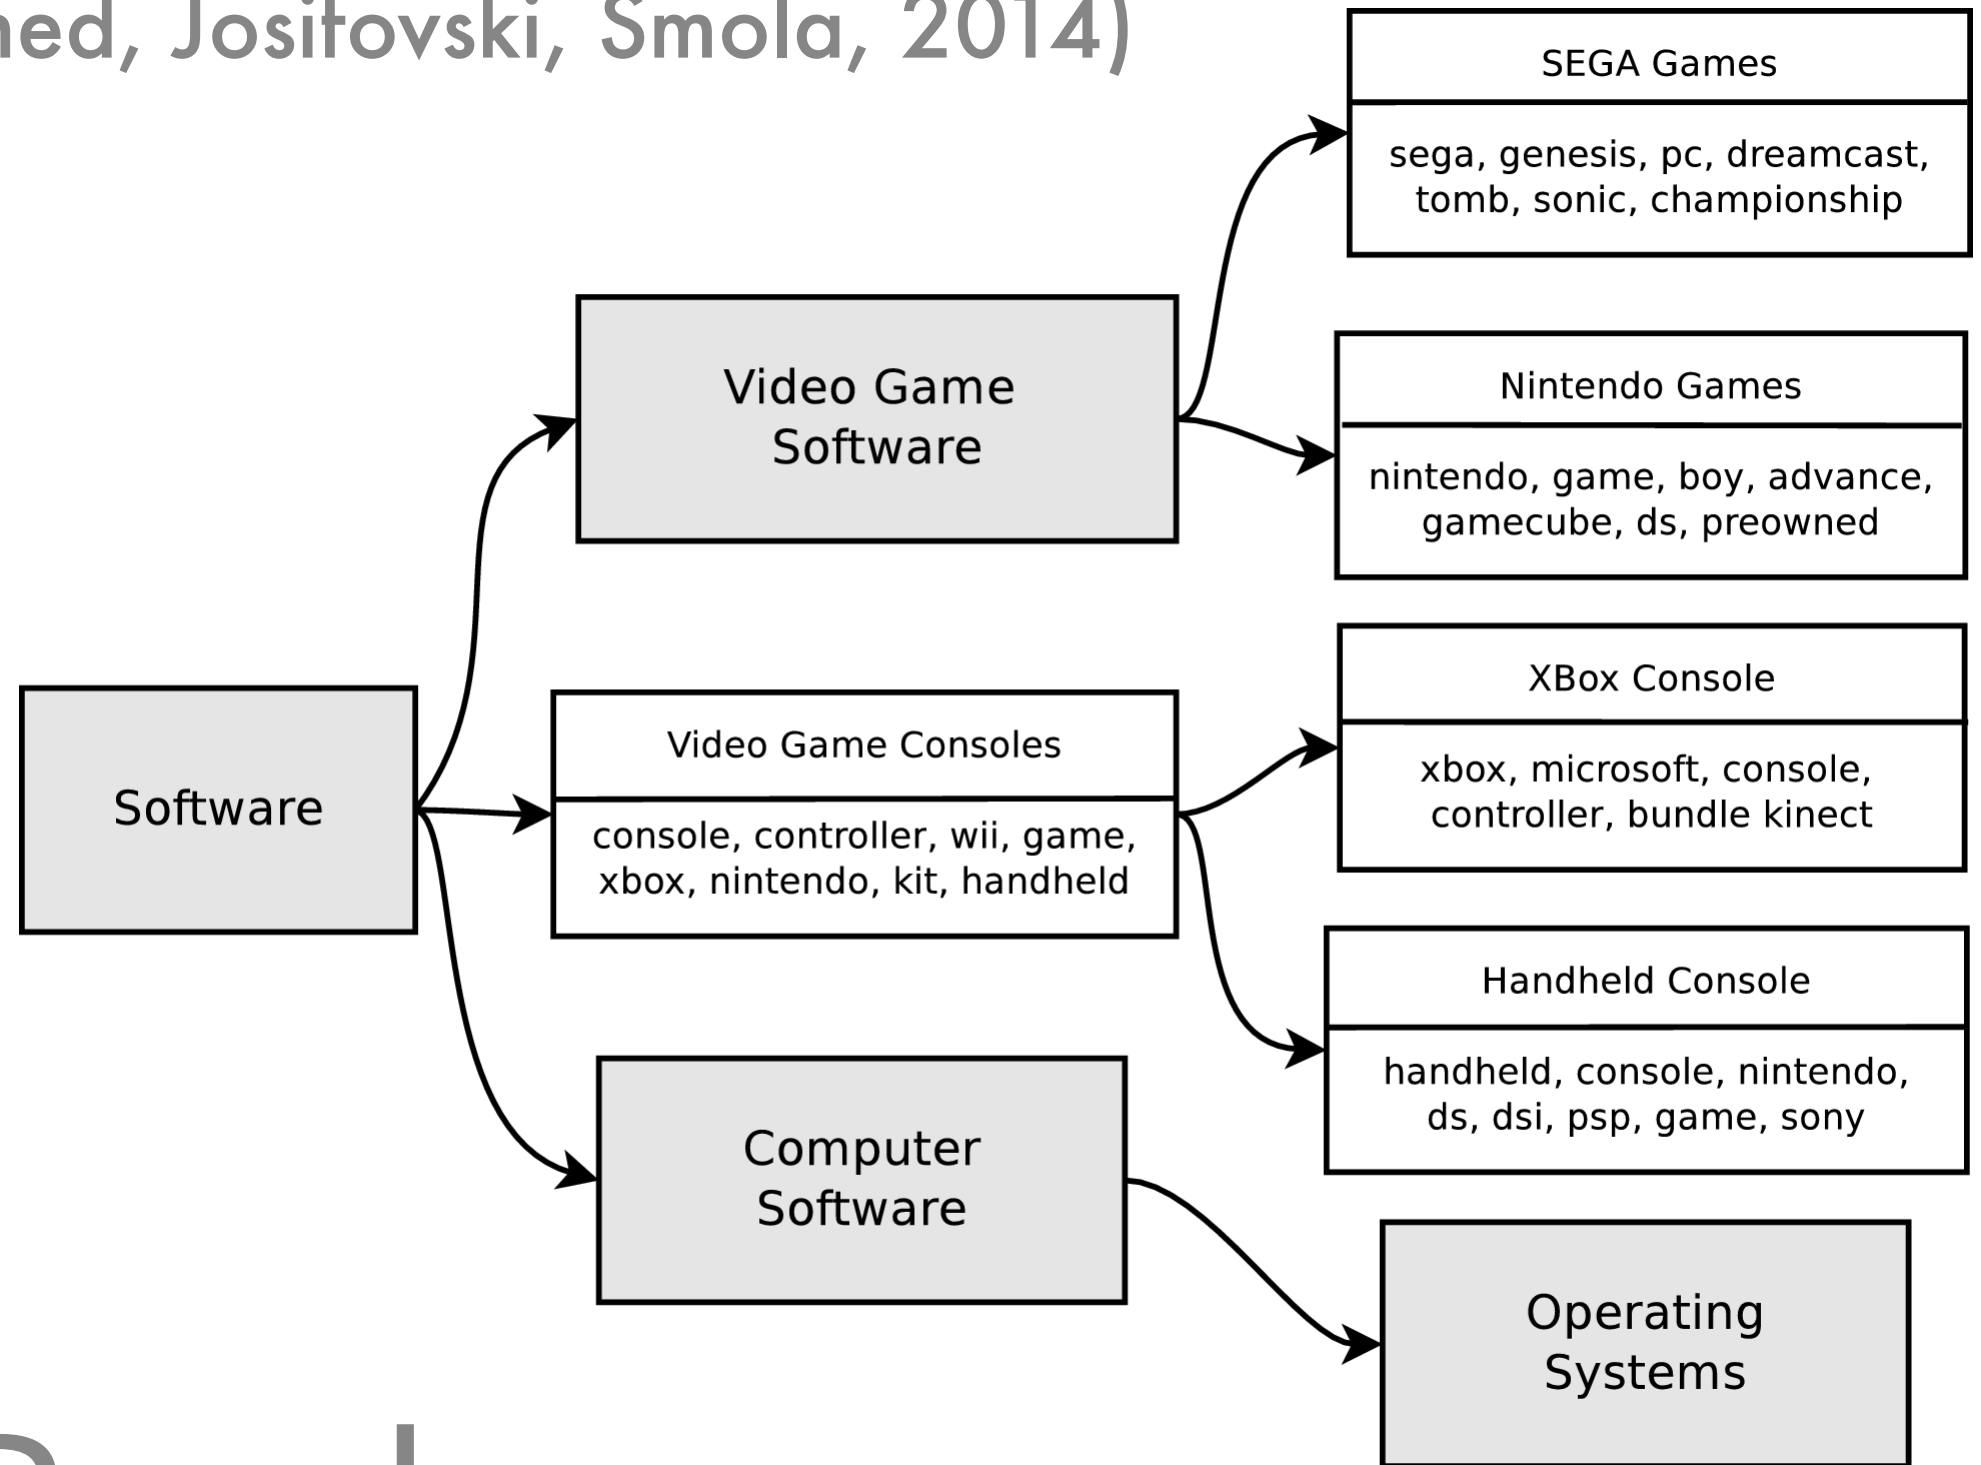 Josifovski, Smola, 2014)
SEGA Games
sega, genesis, pc, dreamcast,
tomb, sonic, championship
Video Game
Software
Nintendo Games
nintendo, game, boy, advance,
gamecube, ds, preowned
Software
Video Game Consoles
console, controller, wii, game,
xbox, nintendo, kit, handheld
XBox Console
xbox, microsoft, console,
controller, bundle kinect
Handheld Console
handheld, console, nintendo,
ds, dsi, psp, game, sony
Computer
Software
Operating
Systems